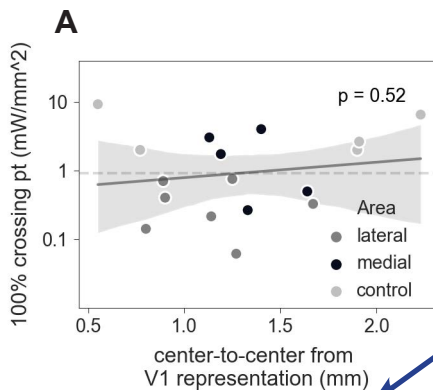 A
100% crossing pt (mW/mm^2)
10
1
0.1
p = 0.52
Area
lateral
medial
control
0.5
1.0
1.5
2.0
center-to-center from
V1 representation (mm)